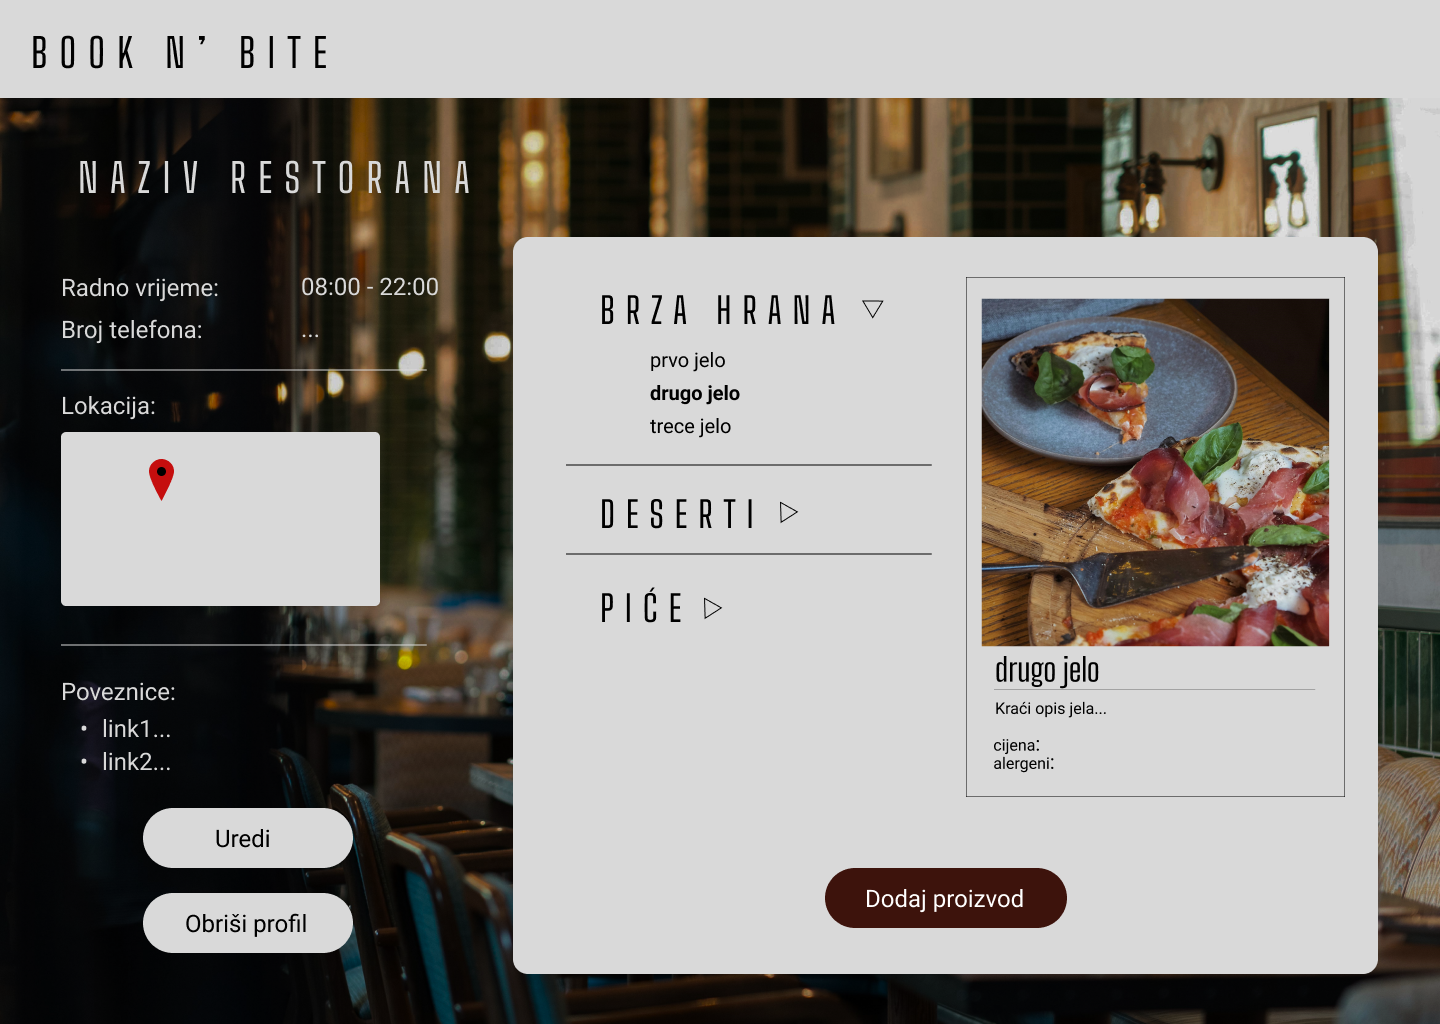 BOOK N’ BITE
NAZIV RESTORANA
Radno vrijeme: 08:00 - 22:00
Broj telefona: ...
Lokacija:
Poveznice:
• link1...
• link2...
Uredi
Obriši profil
BRZA HRANA
prvo jelo
drugo jelo
trece jelo
DESERTI
PIĆE
drugo jelo
Kraći opis jela...
cijena:
alergeni:
Dodaj proizvod